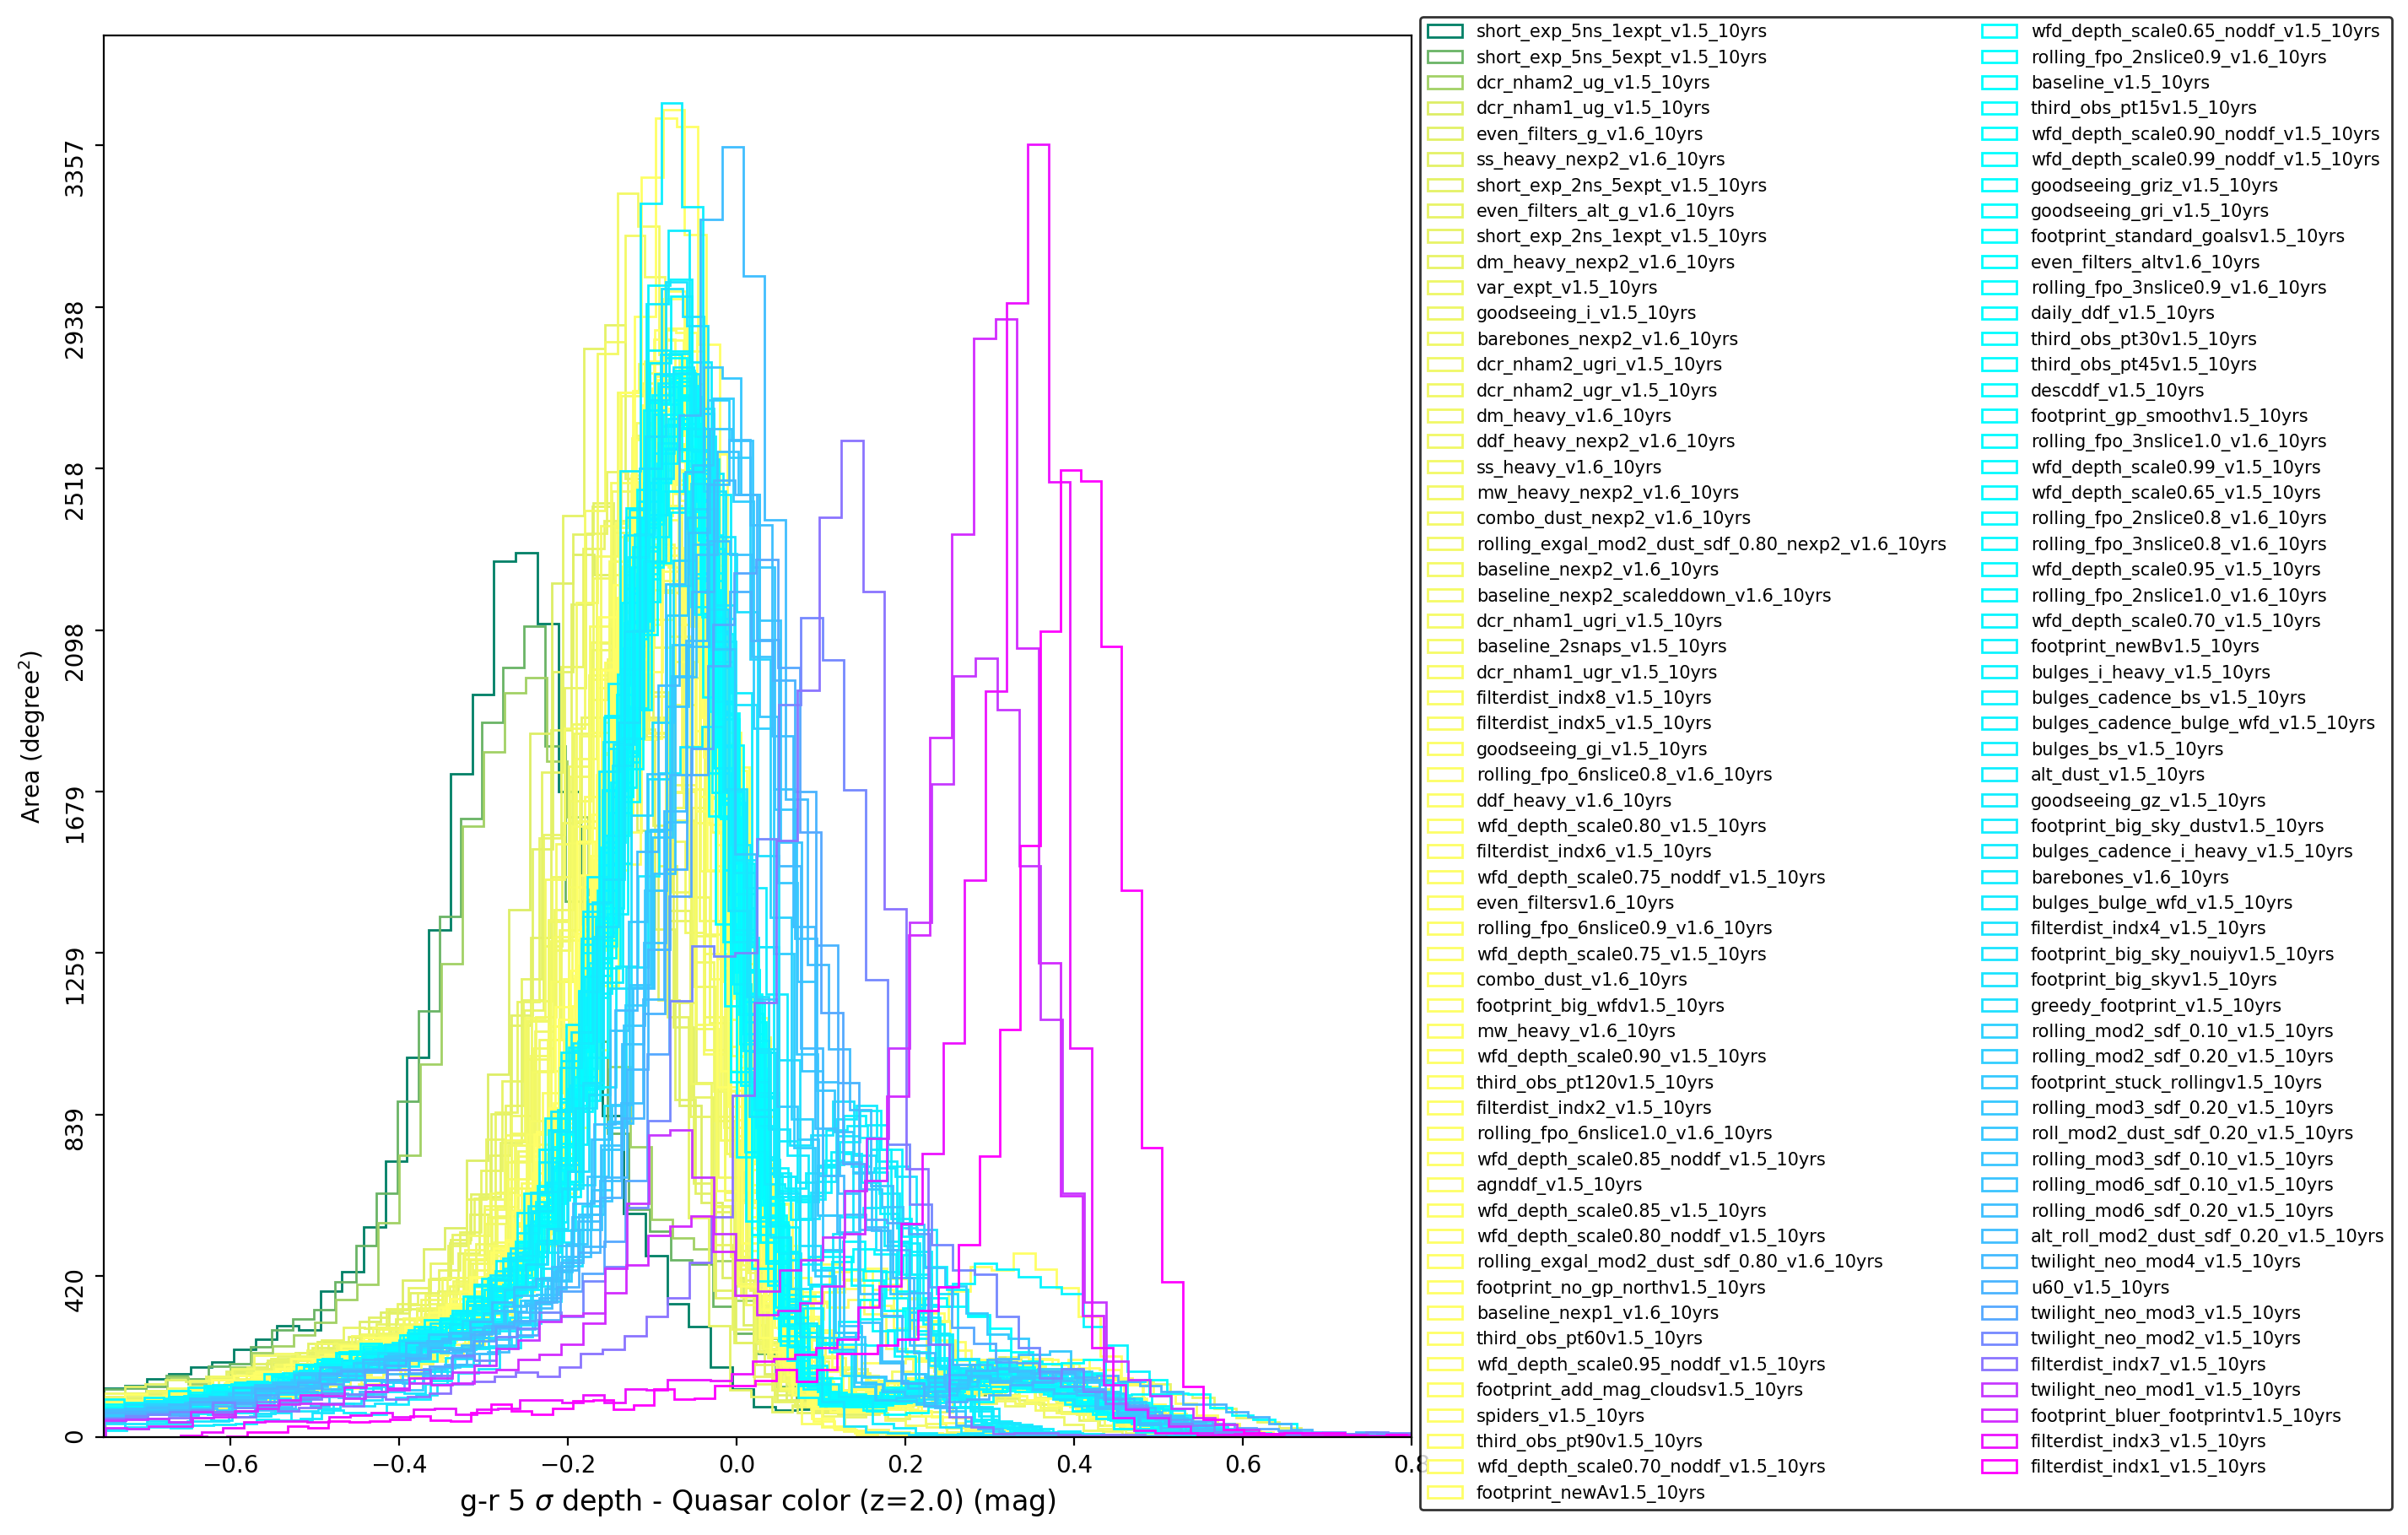 3357
2938
2518
2098
1679
1259
839
420
0
Area (degree²)
−0.6 −0.4 −0.2 0.0 0.2 0.4 0.6 0.8
g-r 5 σ depth - Quasar color (z=2.0) (mag)
short_exp_5ns_1expt_v1.5_10yrs
short_exp_5ns_5expt_v1.5_10yrs
dcr_nham2_ug_v1.5_10yrs
dcr_nham1_ug_v1.5_10yrs
even_filters_g_v1.6_10yrs
ss_heavy_nexp2_v1.6_10yrs
short_exp_2ns_5expt_v1.5_10yrs
even_filters_alt_g_v1.6_10yrs
short_exp_2ns_1expt_v1.5_10yrs
dm_heavy_nexp2_v1.6_10yrs
var_expt_v1.5_10yrs
goodseeing_i_v1.5_10yrs
barebones_nexp2_v1.6_10yrs
dcr_nham2_ugri_v1.5_10yrs
dcr_nham2_ugr_v1.5_10yrs
dm_heavy_v1.6_10yrs
ddf_heavy_nexp2_v1.6_10yrs
ss_heavy_v1.6_10yrs
mw_heavy_nexp2_v1.6_10yrs
combo_dust_nexp2_v1.6_10yrs
rolling_exgal_mod2_dust_sdf_0.80_nexp2_v1.6_10yrs
baseline_nexp2_v1.6_10yrs
baseline_nexp2_scaleddown_v1.6_10yrs
dcr_nham1_ugri_v1.5_10yrs
baseline_2snaps_v1.5_10yrs
dcr_nham1_ugr_v1.5_10yrs
filterdist_indx8_v1.5_10yrs
filterdist_indx5_v1.5_10yrs
goodseeing_gi_v1.5_10yrs
rolling_fpo_6nslice0.8_v1.6_10yrs
ddf_heavy_v1.6_10yrs
wfd_depth_scale0.80_v1.5_10yrs
filterdist_indx6_v1.5_10yrs
wfd_depth_scale0.75_noddf_v1.5_10yrs
even_filtersv1.6_10yrs
rolling_fpo_6nslice0.9_v1.6_10yrs
wfd_depth_scale0.75_v1.5_10yrs
combo_dust_v1.6_10yrs
footprint_big_wfdv1.5_10yrs
mw_heavy_v1.6_10yrs
wfd_depth_scale0.90_v1.5_10yrs
third_obs_pt120v1.5_10yrs
filterdist_indx2_v1.5_10yrs
rolling_fpo_6nslice1.0_v1.6_10yrs
wfd_depth_scale0.85_noddf_v1.5_10yrs
agnddf_v1.5_10yrs
wfd_depth_scale0.85_v1.5_10yrs
wfd_depth_scale0.80_noddf_v1.5_10yrs
rolling_exgal_mod2_dust_sdf_0.80_v1.6_10yrs
footprint_no_gp_northv1.5_10yrs
baseline_nexp1_v1.6_10yrs
third_obs_pt60v1.5_10yrs
wfd_depth_scale0.95_noddf_v1.5_10yrs
footprint_add_mag_cloudsv1.5_10yrs
spiders_v1.5_10yrs
third_obs_pt90v1.5_10yrs
wfd_depth_scale0.70_noddf_v1.5_10yrs
footprint_newAv1.5_10yrs
wfd_depth_scale0.65_noddf_v1.5_10yrs
rolling_fpo_2nslice0.9_v1.6_10yrs
baseline_v1.5_10yrs
third_obs_pt15v1.5_10yrs
wfd_depth_scale0.90_noddf_v1.5_10yrs
wfd_depth_scale0.99_noddf_v1.5_10yrs
goodseeing_griz_v1.5_10yrs
goodseeing_gri_v1.5_10yrs
footprint_standard_goalsv1.5_10yrs
even_filters_altv1.6_10yrs
rolling_fpo_3nslice0.9_v1.6_10yrs
daily_ddf_v1.5_10yrs
third_obs_pt30v1.5_10yrs
third_obs_pt45v1.5_10yrs
descddf_v1.5_10yrs
footprint_gp_smoothv1.5_10yrs
rolling_fpo_3nslice1.0_v1.6_10yrs
wfd_depth_scale0.99_v1.5_10yrs
wfd_depth_scale0.65_v1.5_10yrs
rolling_fpo_2nslice0.8_v1.6_10yrs
rolling_fpo_3nslice0.8_v1.6_10yrs
wfd_depth_scale0.95_v1.5_10yrs
rolling_fpo_2nslice1.0_v1.6_10yrs
wfd_depth_scale0.70_v1.5_10yrs
footprint_newBv1.5_10yrs
bulges_i_heavy_v1.5_10yrs
bulges_cadence_bs_v1.5_10yrs
bulges_cadence_bulge_wfd_v1.5_10yrs
bulges_bs_v1.5_10yrs
alt_dust_v1.5_10yrs
goodseeing_gz_v1.5_10yrs
footprint_big_sky_dustv1.5_10yrs
bulges_cadence_i_heavy_v1.5_10yrs
barebones_v1.6_10yrs
bulges_bulge_wfd_v1.5_10yrs
filterdist_indx4_v1.5_10yrs
footprint_big_sky_nouiyv1.5_10yrs
footprint_big_skyv1.5_10yrs
greedy_footprint_v1.5_10yrs
rolling_mod2_sdf_0.10_v1.5_10yrs
rolling_mod2_sdf_0.20_v1.5_10yrs
footprint_stuck_rollingv1.5_10yrs
rolling_mod3_sdf_0.20_v1.5_10yrs
roll_mod2_dust_sdf_0.20_v1.5_10yrs
rolling_mod3_sdf_0.10_v1.5_10yrs
rolling_mod6_sdf_0.10_v1.5_10yrs
rolling_mod6_sdf_0.20_v1.5_10yrs
alt_roll_mod2_dust_sdf_0.20_v1.5_10yrs
twilight_neo_mod4_v1.5_10yrs
u60_v1.5_10yrs
twilight_neo_mod3_v1.5_10yrs
twilight_neo_mod2_v1.5_10yrs
filterdist_indx7_v1.5_10yrs
twilight_neo_mod1_v1.5_10yrs
footprint_bluer_footprintv1.5_10yrs
filterdist_indx3_v1.5_10yrs
filterdist_indx1_v1.5_10yrs